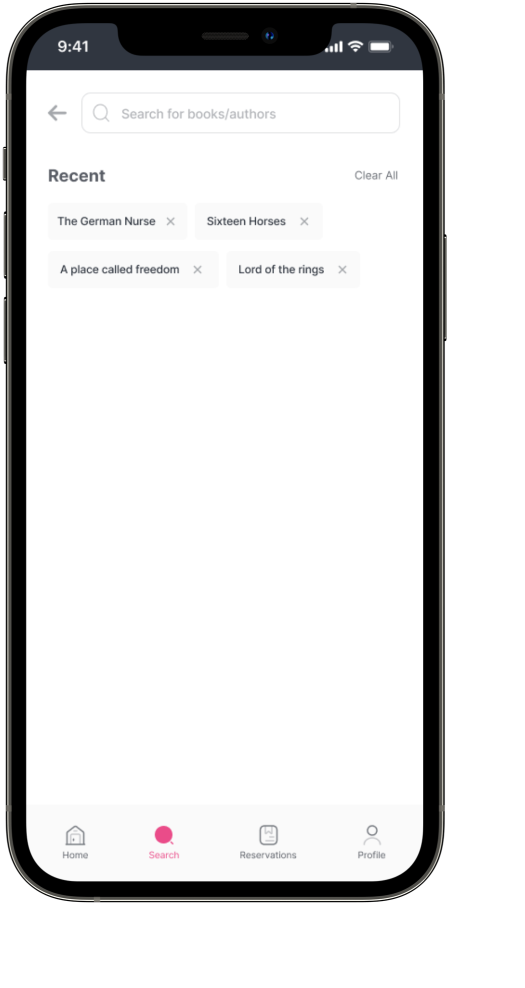 9:41
Search for books/authors
Recent Clear All
The German Nurse Sixteen Horses
A place called freedom Lord of the rings
Home Search Reservations Profile